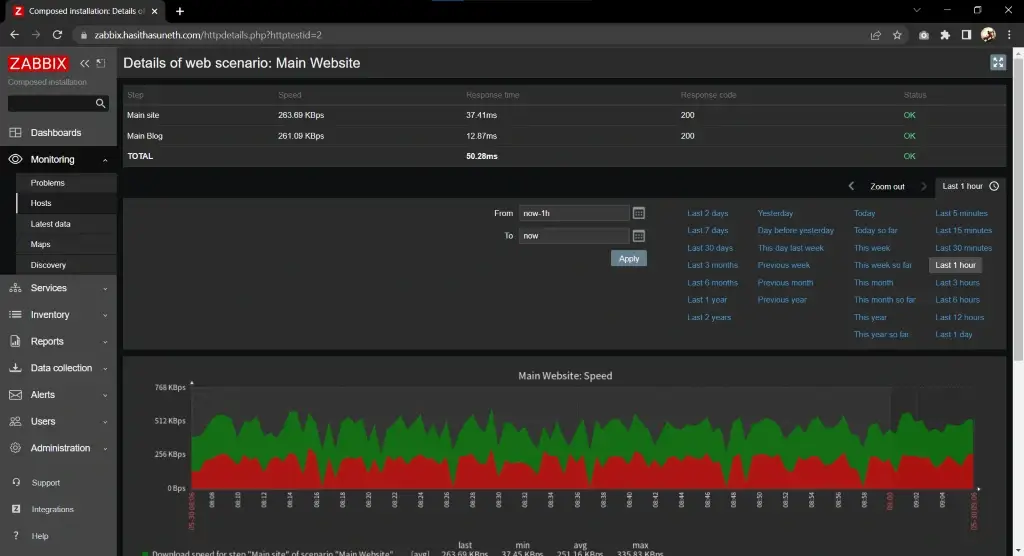 Composed installation: Details of
zabbix.hasithasuneth.com/httpdetails.php?httptestid=2
ZABBIX
Composed installation
Dashboards
Monitoring
Problems
Hosts
Latest data
Maps
Discovery
Services
Inventory
Reports
Data collection
Alerts
Users
Administration
Support
Integrations
Help
Details of web scenario: Main Website
Step Speed Response time Response code Status
Main site 263.69 KBps 37.41ms 200 OK
Main Blog 261.09 KBps 12.87ms 200 OK
TOTAL 50.28ms OK
Zoom out Last 1 hour
From now-1h
To now
Apply
Last 2 days Yesterday Today Last 5 minutes
Last 7 days Day before yesterday Today so far Last 15 minutes
Last 30 days This day last week This week Last 30 minutes
Last 3 months Previous week This week so far Last 1 hour
Last 6 months Previous month This month Last 3 hours
Last 1 year Previous year This month so far Last 6 hours
Last 2 years This year Last 12 hours
This year so far Last 1 day
Main Website: Speed
768 KBps
512 KBps
256 KBps
0 Bps
08:08 08:10 08:12 08:14 08:16 08:18 08:20 08:22 08:24 08:26 08:28 08:30 08:32 08:34 08:36 08:38 08:40 08:42 08:44 08:46 08:48 08:50 08:52 08:54 08:56 08:58 09:00 09:02 09:04
last min avg max
Download speed for step "Main site" of scenario "Main Website". [avg] 263.69 KBps 37.45 KBps 251.16 KBps 335.83 KBps